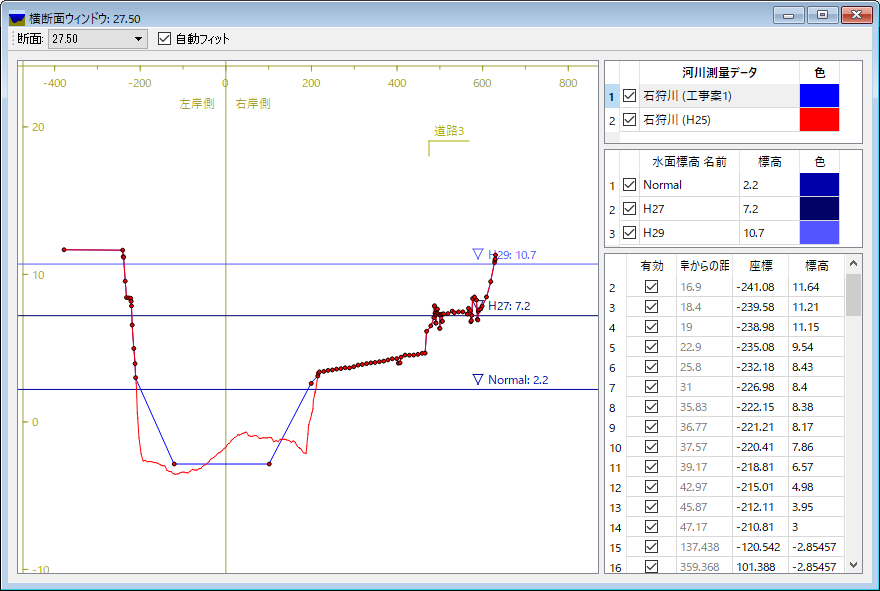 横断面ウィンドウ: 27.50
断面: 27.50 自動フィット
-400 -200 0 200 400 600 800
左岸側 右岸側
道路3
20
10
0
-10
H29: 10.7
H27: 7.2
Normal: 2.2
河川測量データ 色
1 石狩川 (工事案1)
2 石狩川 (H25)
水面標高 名前 標高 色
1 Normal 2.2
2 H27 7.2
3 H29 10.7
有効 からの距 座標 標高
2 16.9 -241.08 11.64
3 18.4 -239.58 11.21
4 19 -238.98 11.15
5 22.9 -235.08 9.54
6 25.8 -232.18 8.43
7 31 -226.98 8.4
8 35.83 -222.15 8.38
9 36.77 -221.21 8.17
10 37.57 -220.41 7.86
11 39.17 -218.81 6.57
12 42.97 -215.01 4.98
13 45.87 -212.11 3.95
14 47.17 -210.81 3
15 137.438 -120.542 -2.85457
16 359.368 101.388 -2.85457